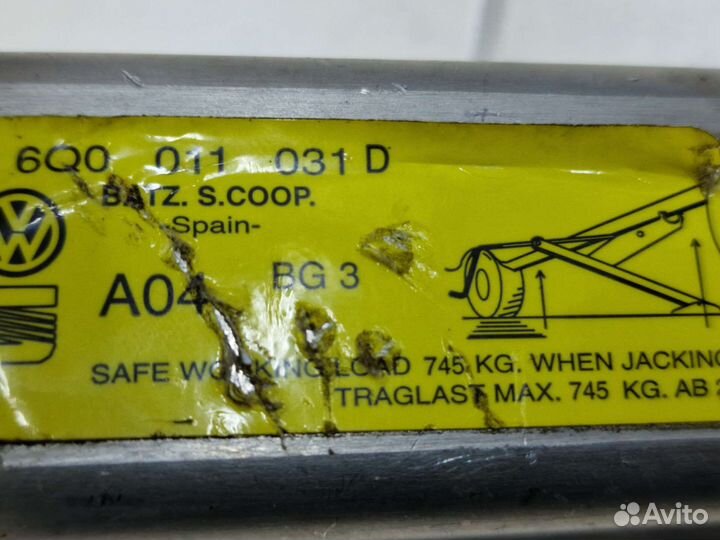 6Q0 011 031 D
BATZ. S.COOP.
-Spain-
A04 BG 3
SAFE WORKING LOAD 745 KG. WHEN JACKING
TRAGLAST MAX. 745 KG. AB
Avito